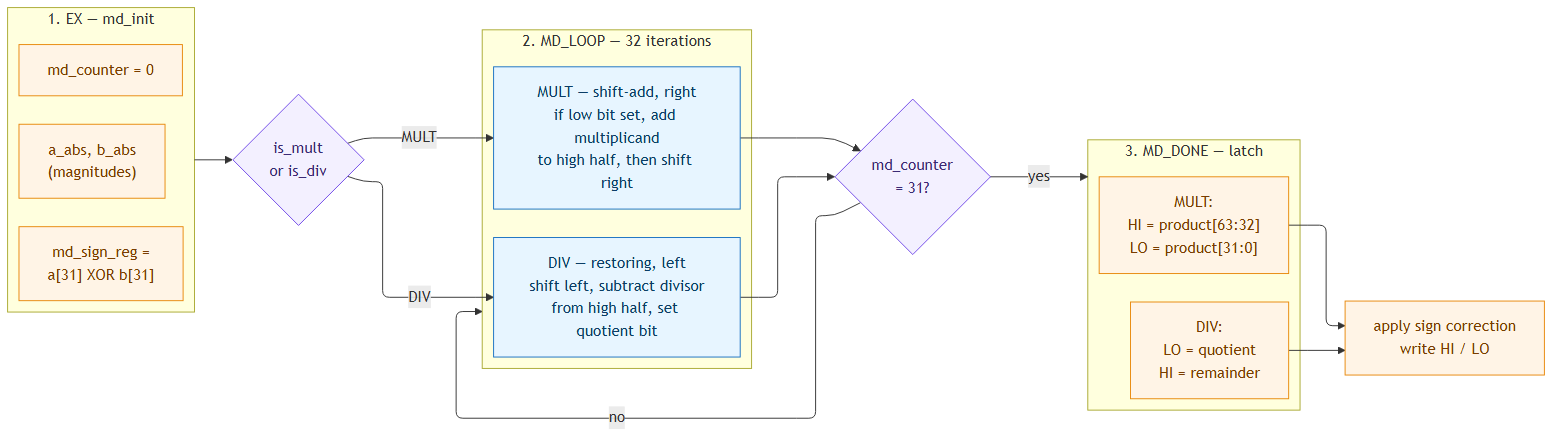 1. EX — md_init
md_counter = 0
a_abs, b_abs
(magnitudes)
md_sign_reg =
a[31] XOR b[31]
is_mult
or is_div
MULT
DIV
2. MD_LOOP — 32 iterations
MULT — shift-add, right
if low bit set, add
multiplicand
to high half, then shift
right
DIV — restoring, left
shift left, subtract divisor
from high half, set
quotient bit
md_counter
= 31?
yes
no
3. MD_DONE — latch
MULT:
HI = product[63:32]
LO = product[31:0]
DIV:
LO = quotient
HI = remainder
apply sign correction
write HI / LO